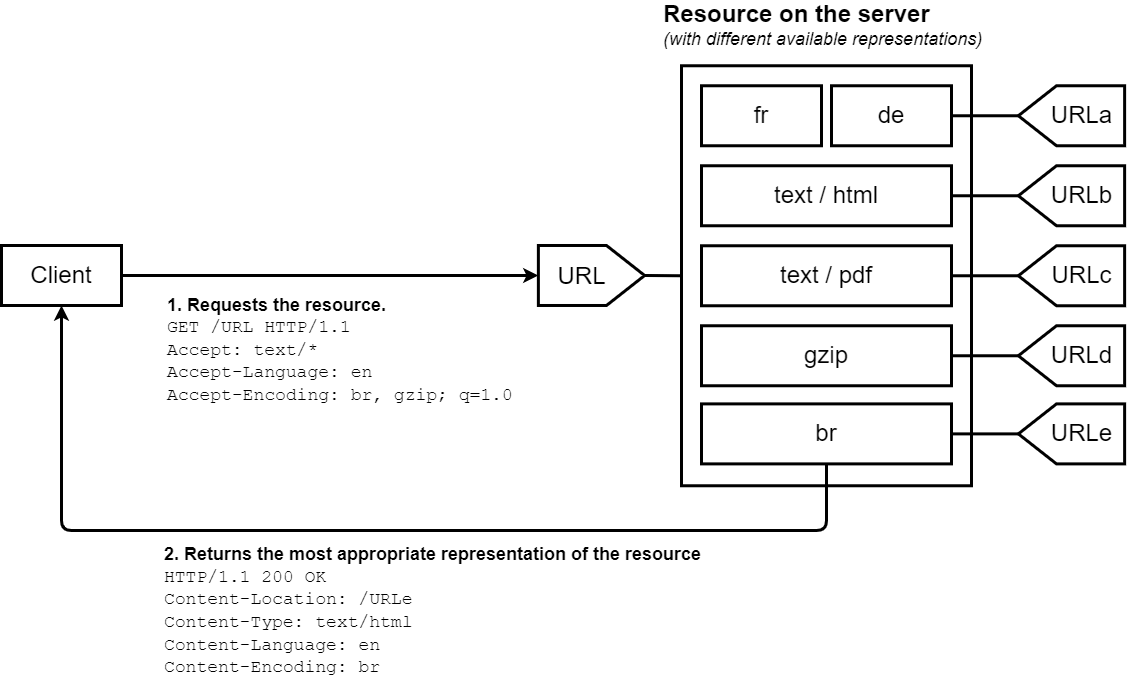 Resource on the server
(with different available representations)
fr
de
URLa
text / html
URLb
Client
URL
text / pdf
URLc
1. Requests the resource.
GET /URL HTTP/1.1
Accept: text/*
Accept-Language: en
Accept-Encoding: br, gzip; q=1.0
gzip
URLd
br
URLe
2. Returns the most appropriate representation of the resource
HTTP/1.1 200 OK
Content-Location: /URLe
Content-Type: text/html
Content-Language: en
Content-Encoding: br